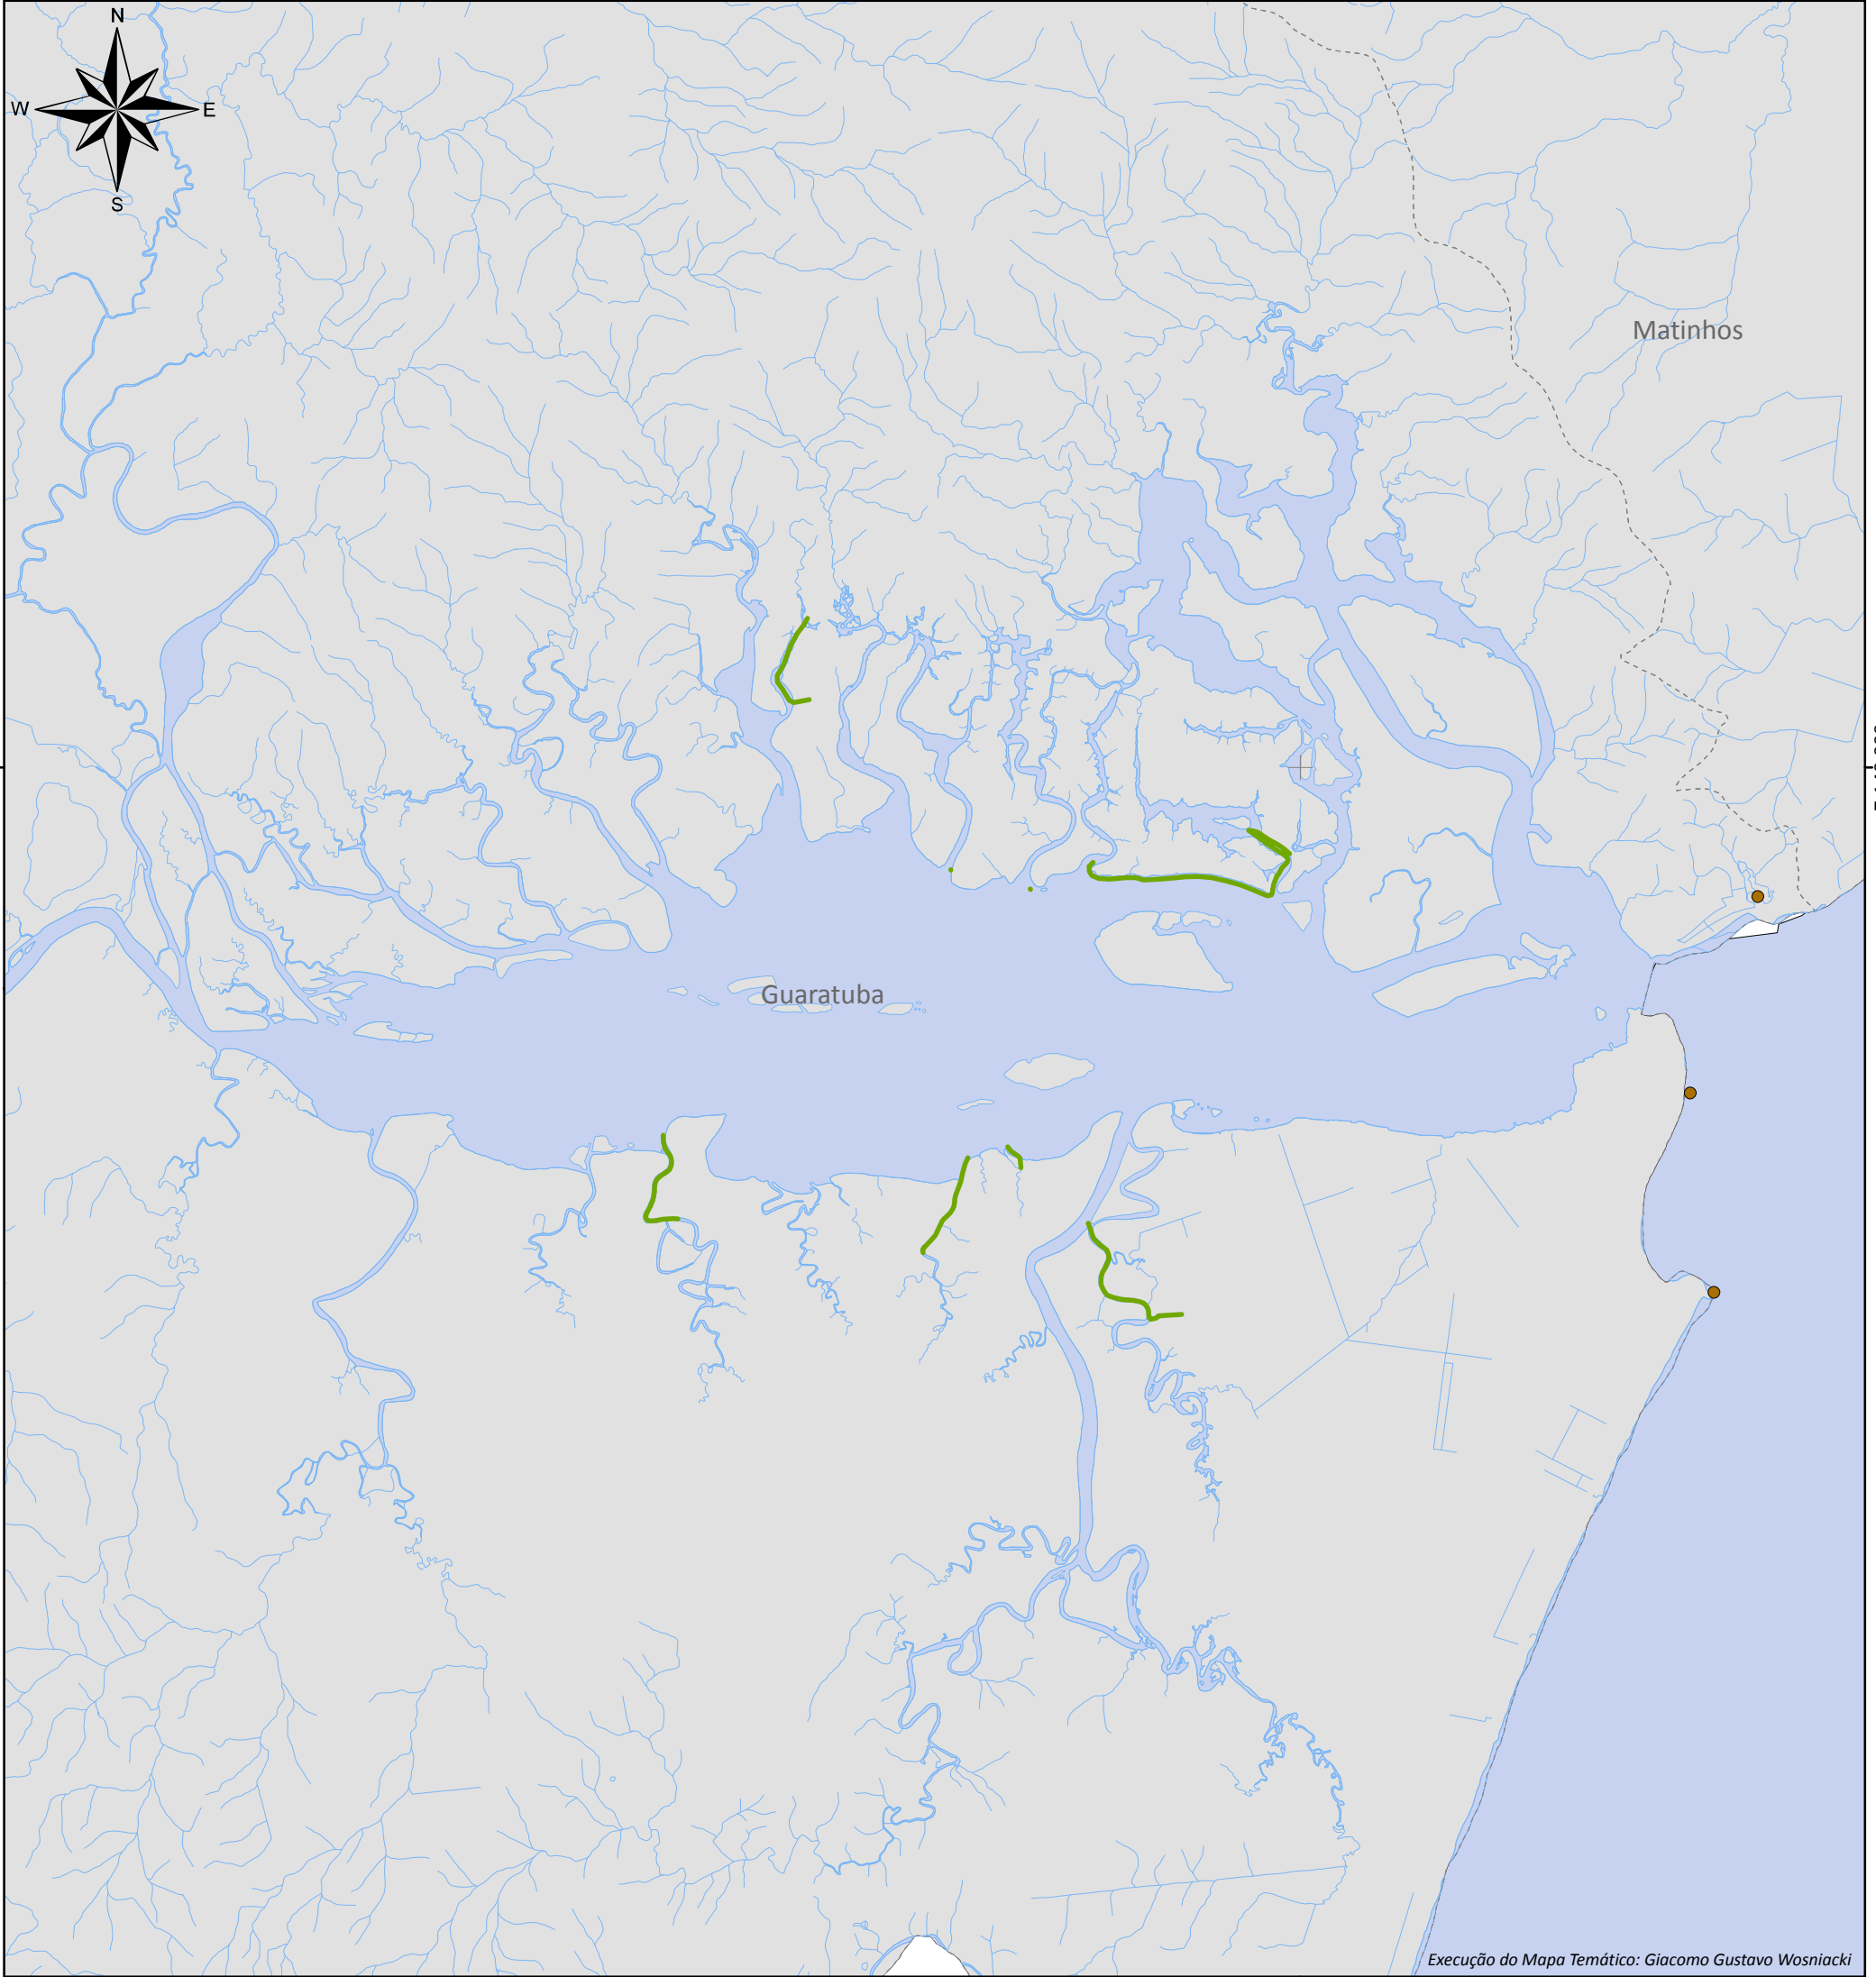 N
W E
S
Matinhos
Guaratuba
Execução do Mapa Temático: Giacomo Gustavo Wosniacki